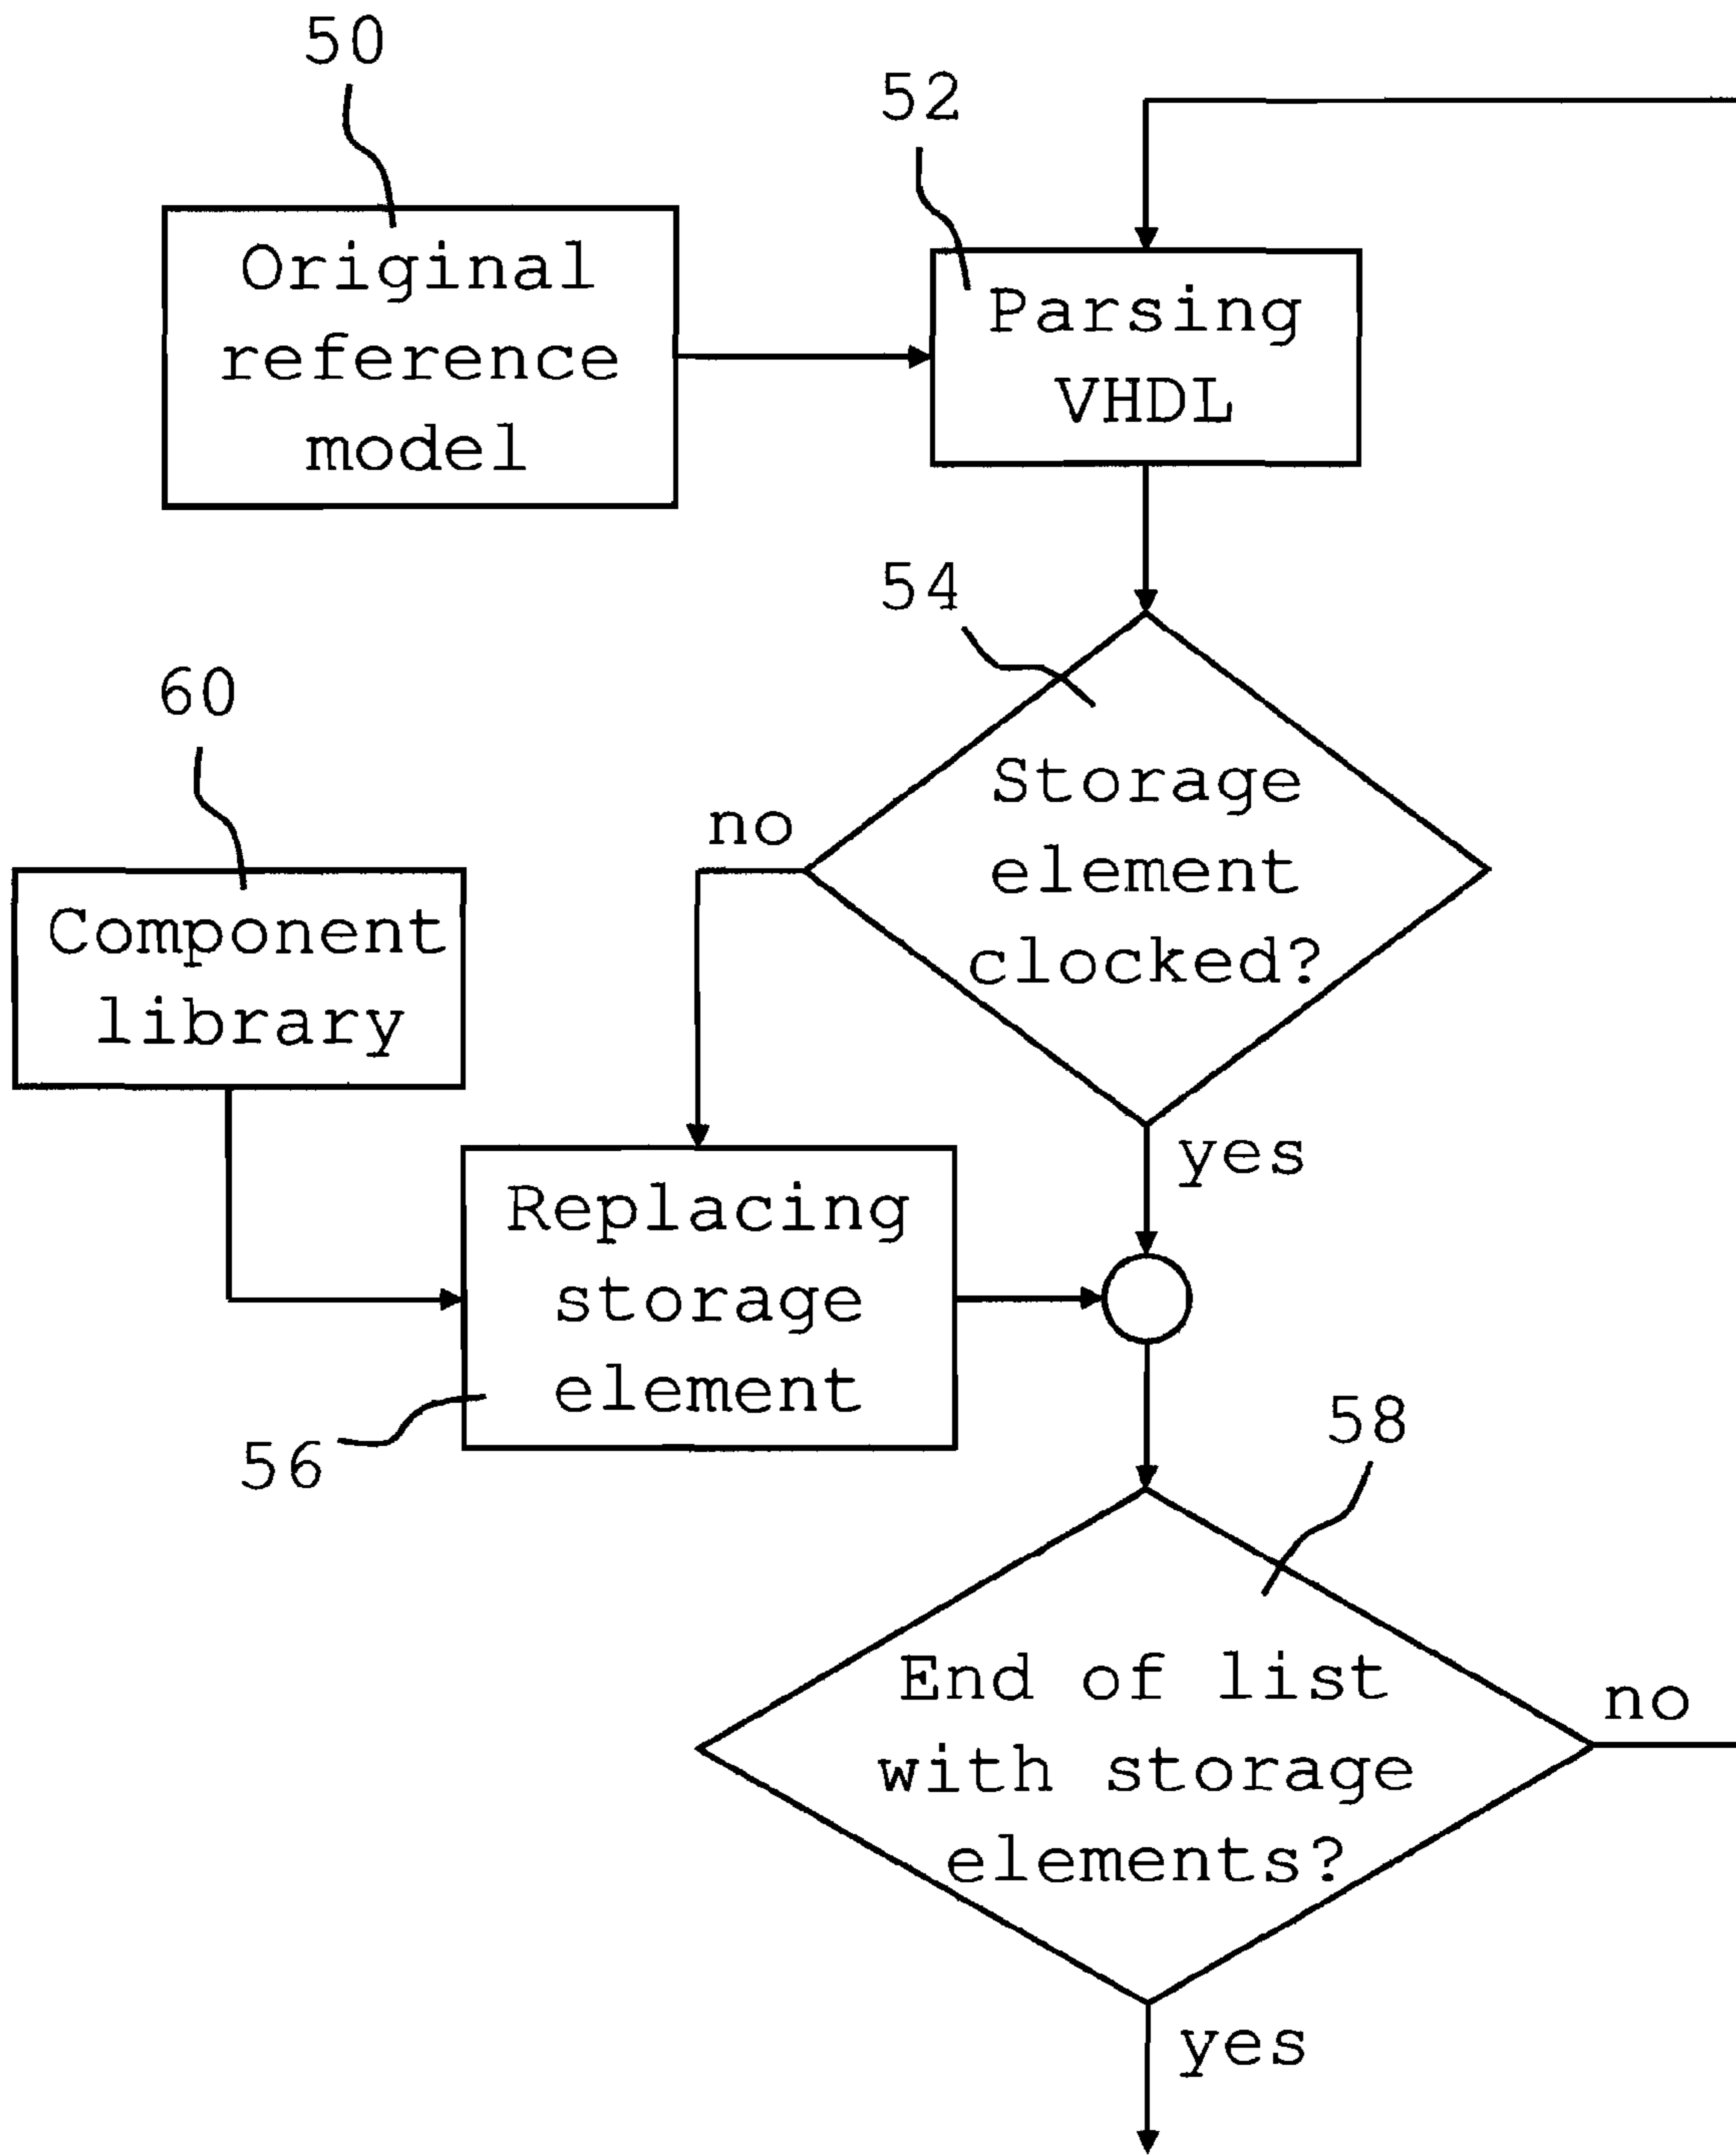 50
52
Original
reference
model
Parsing
VHDL
54
60
Storage
element
clocked?
no
Component
library
yes
Replacing
storage
element
56
58
End of list
with storage
elements?
no
yes